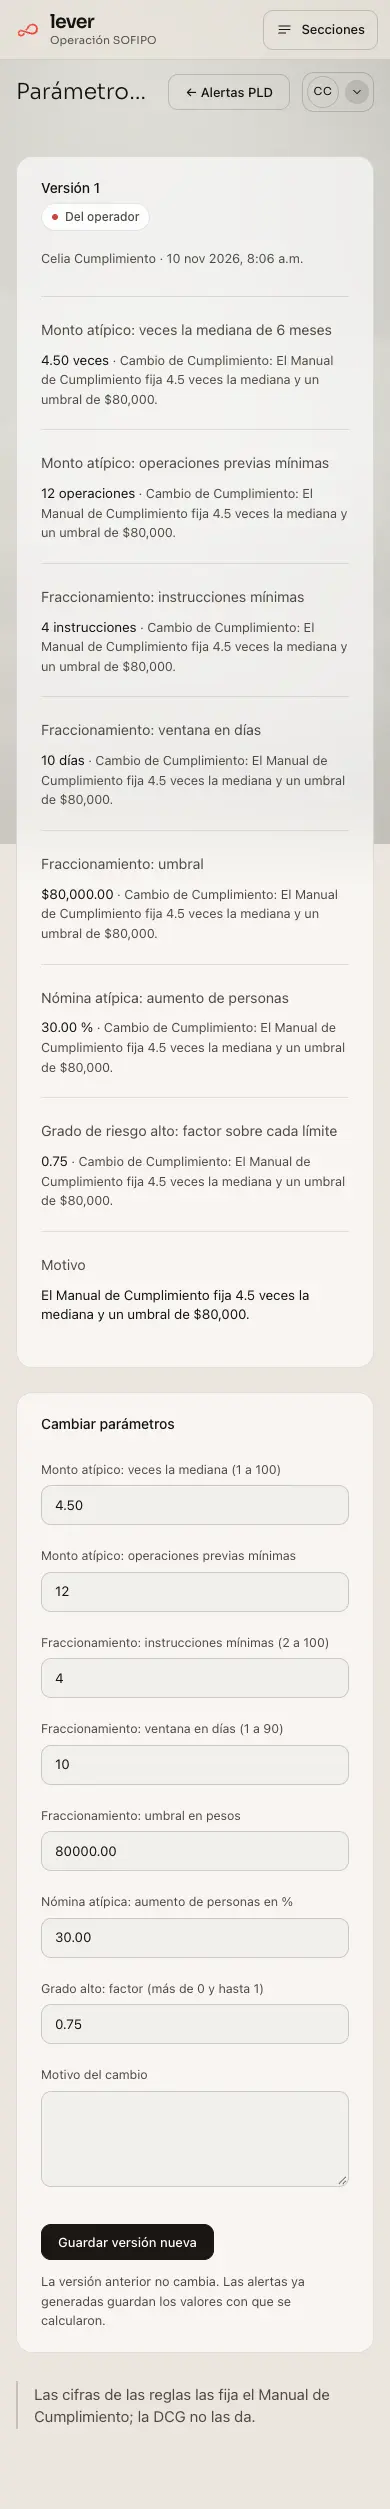 lever
Operación SOFIPO
Secciones
Parámetro...
← Alertas PLD
CC
Versión 1
Del operador
Celia Cumplimiento · 10 nov 2026, 8:06 a.m.
Monto atípico: veces la mediana de 6 meses
4.50 veces · Cambio de Cumplimiento: El Manual
de Cumplimiento fija 4.5 veces la mediana y un
umbral de $80,000.
Monto atípico: operaciones previas mínimas
12 operaciones · Cambio de Cumplimiento: El
Manual de Cumplimiento fija 4.5 veces la mediana y
un umbral de $80,000.
Fraccionamiento: instrucciones mínimas
4 instrucciones · Cambio de Cumplimiento: El
Manual de Cumplimiento fija 4.5 veces la mediana y
un umbral de $80,000.
Fraccionamiento: ventana en días
10 días · Cambio de Cumplimiento: El Manual de
Cumplimiento fija 4.5 veces la mediana y un umbral
de $80,000.
Fraccionamiento: umbral
$80,000.00 · Cambio de Cumplimiento: El Manual
de Cumplimiento fija 4.5 veces la mediana y un
umbral de $80,000.
Nómina atípica: aumento de personas
30.00 % · Cambio de Cumplimiento: El Manual de
Cumplimiento fija 4.5 veces la mediana y un umbral
de $80,000.
Grado de riesgo alto: factor sobre cada límite
0.75 · Cambio de Cumplimiento: El Manual de
Cumplimiento fija 4.5 veces la mediana y un umbral
de $80,000.
Motivo
El Manual de Cumplimiento fija 4.5 veces la
mediana y un umbral de $80,000.
Cambiar parámetros
Monto atípico: veces la mediana (1 a 100)
4.50
Monto atípico: operaciones previas mínimas
12
Fraccionamiento: instrucciones mínimas (2 a 100)
4
Fraccionamiento: ventana en días (1 a 90)
10
Fraccionamiento: umbral en pesos
80000.00
Nómina atípica: aumento de personas en %
30.00
Grado alto: factor (más de 0 y hasta 1)
0.75
Motivo del cambio
Guardar versión nueva
La versión anterior no cambia. Las alertas ya
generadas guardan los valores con que se
calcularon.
Las cifras de las reglas las fija el Manual de
Cumplimiento; la DCG no las da.